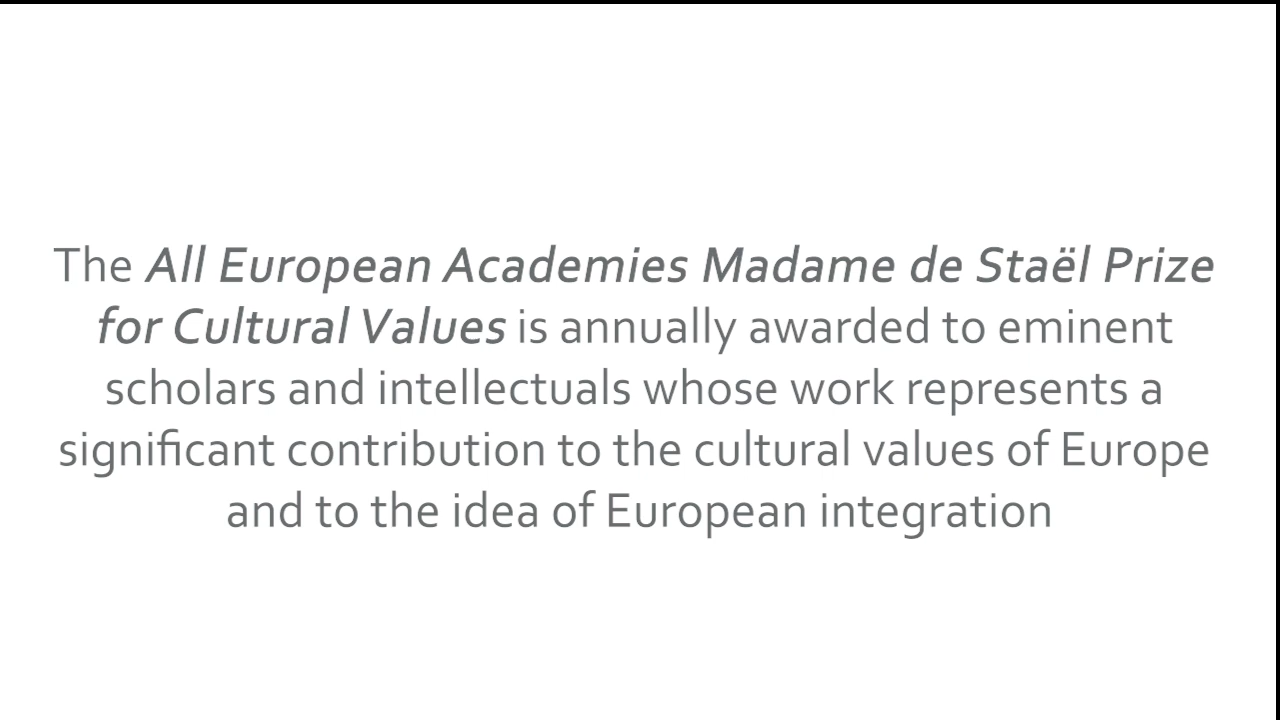 The All European Academies Madame de Staël Prize
for Cultural Values is annually awarded to eminent
scholars and intellectuals whose work represents a
significant contribution to the cultural values of Europe
and to the idea of European integration